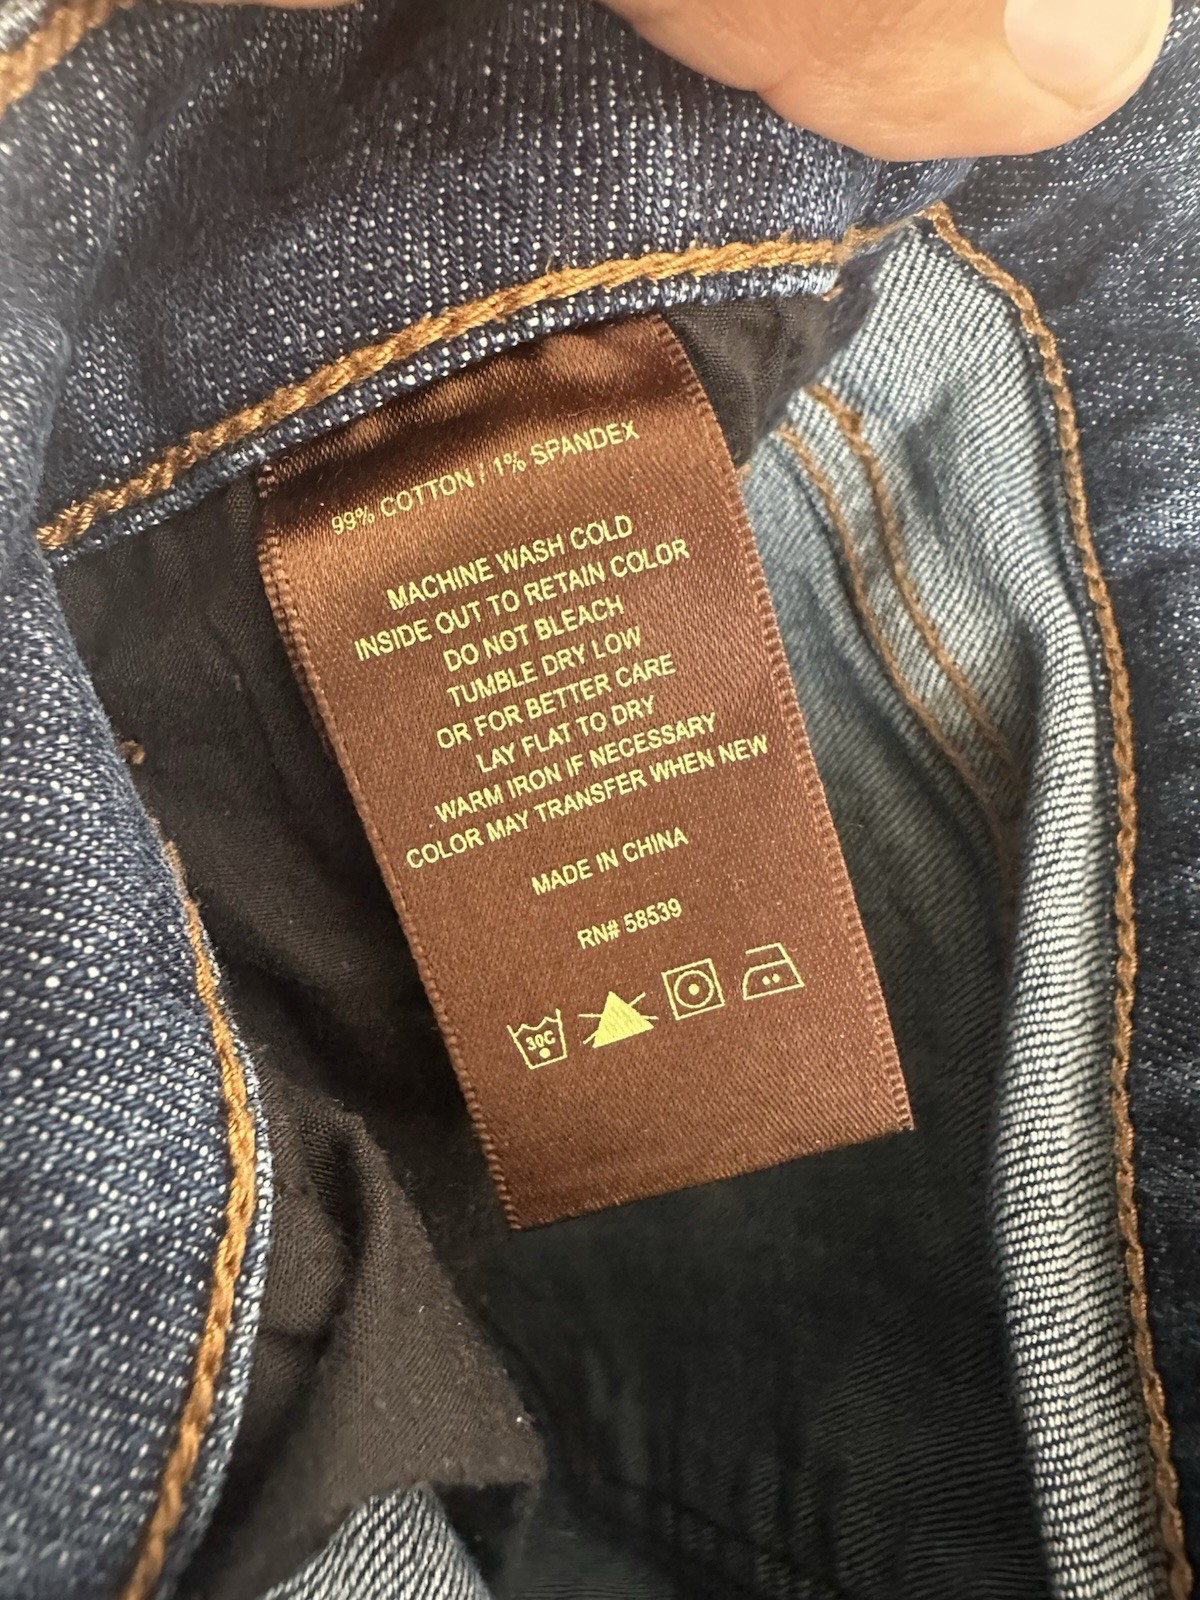 99% COTTON / 1% SPANDEX
MACHINE WASH COLD
INSIDE OUT TO RETAIN COLOR
DO NOT BLEACH
TUMBLE DRY LOW
OR FOR BETTER CARE
LAY FLAT TO DRY
WARM IRON IF NECESSARY
COLOR MAY TRANSFER WHEN NEW
MADE IN CHINA
RN# 58539
30C